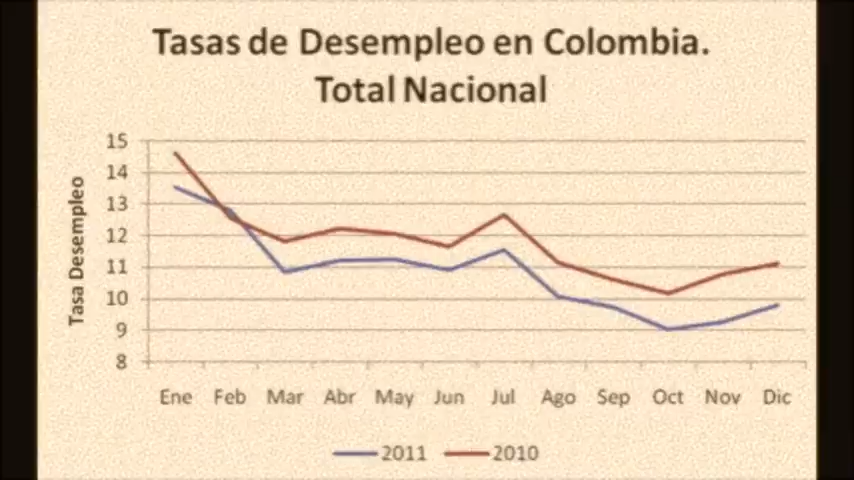 Tasas de Desempleo en Colombia.
Total Nacional
Tasa Desempleo
15
14
13
12
11
10
9
8
Ene Feb Mar Abr May Jun Jul Ago Sep Oct Nov Dic
2011 2010